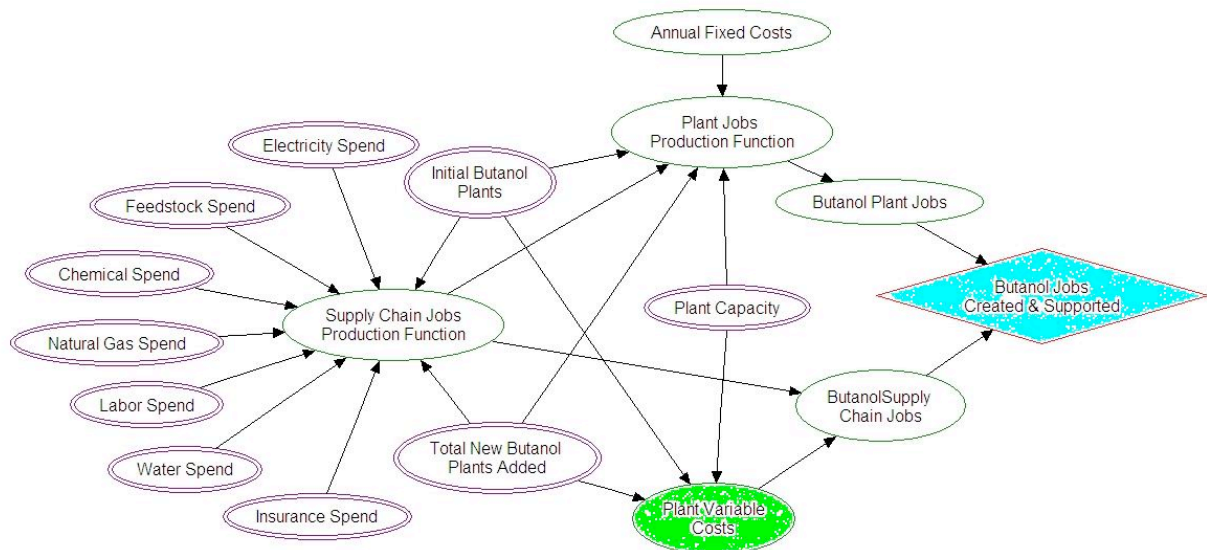 Annual Fixed Costs
Plant Jobs
Production Function
Electricity Spend
Initial Butanol
Plants
Butanol Plant Jobs
Feedstock Spend
Chemical Spend
Supply Chain Jobs
Production Function
Plant Capacity
Butanol Jobs
Created & Supported
Natural Gas Spend
Labor Spend
ButanolSupply
Chain Jobs
Water Spend
Total New Butanol
Plants Added
Insurance Spend
Plant Variable
Costs